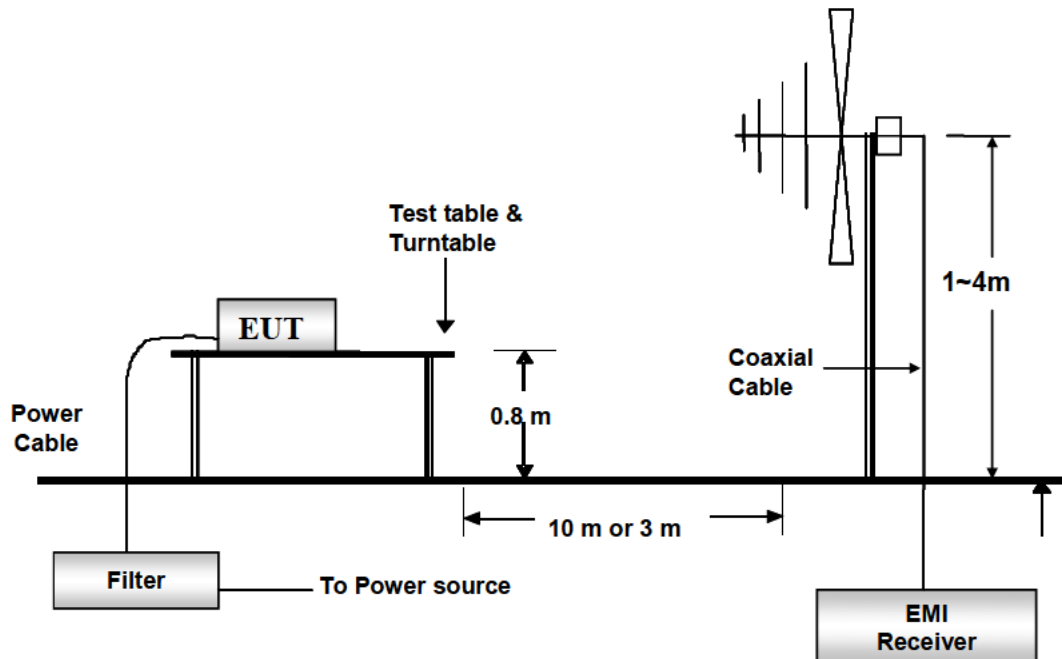 Test table &
Turntable
EUT
1~4m
Coaxial
Cable
0.8 m
Power
Cable
10 m or 3 m
Filter
To Power source
EMI
Receiver